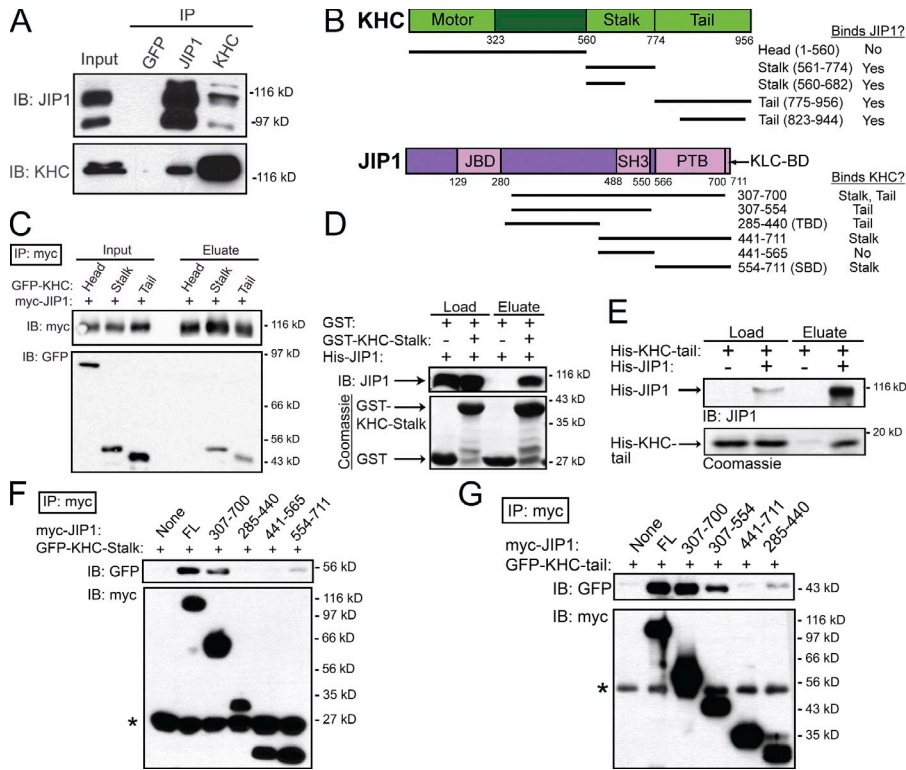 A
IP
Input
GFP
JIP1
KHC
IB: JIP1
-116 kD
- 97 kD
IB: KHC
-116 kD
B
KHC
Motor
Stalk
Tail
323
560
774
956
Binds JIP1?
Head (1-560) No
Stalk (561-774) Yes
Stalk (560-682) Yes
Tail (775-956) Yes
Tail (823-944) Yes
JIP1
JBD
SH3
PTB
KLC-BD
129
280
488
550
566
700
711
Binds KHC?
307-700 Stalk, Tail
307-554 Tail
285-440 (TBD) Tail
441-711 Stalk
441-565 No
554-711 (SBD) Stalk
C
IP: myc
Input
Eluate
Head
Stalk
Tail
Head
Stalk
Tail
GFP-KHC:
myc-JIP1: + + + + + +
IB: myc
- 116 kD
IB: GFP
- 97 kD
- 66 kD
- 56 kD
- 43 kD
D
Load
Eluate
GST: + + + +
GST-KHC-Stalk: - + - +
His-JIP1: + + + +
IB: JIP1
- 116 kD
Coomassie
GST-
KHC-Stalk
GST
- 43 kD
- 35 kD
- 27 kD
E
Load
Eluate
His-KHC-tail: + + + +
His-JIP1: - + - +
His-JIP1
- 116 kD
IB: JIP1
His-KHC-
tail
- 20 kD
Coomassie
F
IP: myc
myc-JIP1:
None
FL
307-700
285-440
441-565
554-711
GFP-KHC-Stalk: + + + + + +
IB: GFP
- 56 kD
IB: myc
- 116 kD
- 97 kD
- 66 kD
- 56 kD
- 35 kD
- 27 kD
*
G
IP: myc
myc-JIP1:
None
FL
307-700
307-554
441-711
285-440
GFP-KHC-tail: + + + + + +
IB: GFP
- 43 kD
IB: myc
- 116 kD
- 97 kD
- 66 kD
- 56 kD
- 43 kD
- 35 kD
*